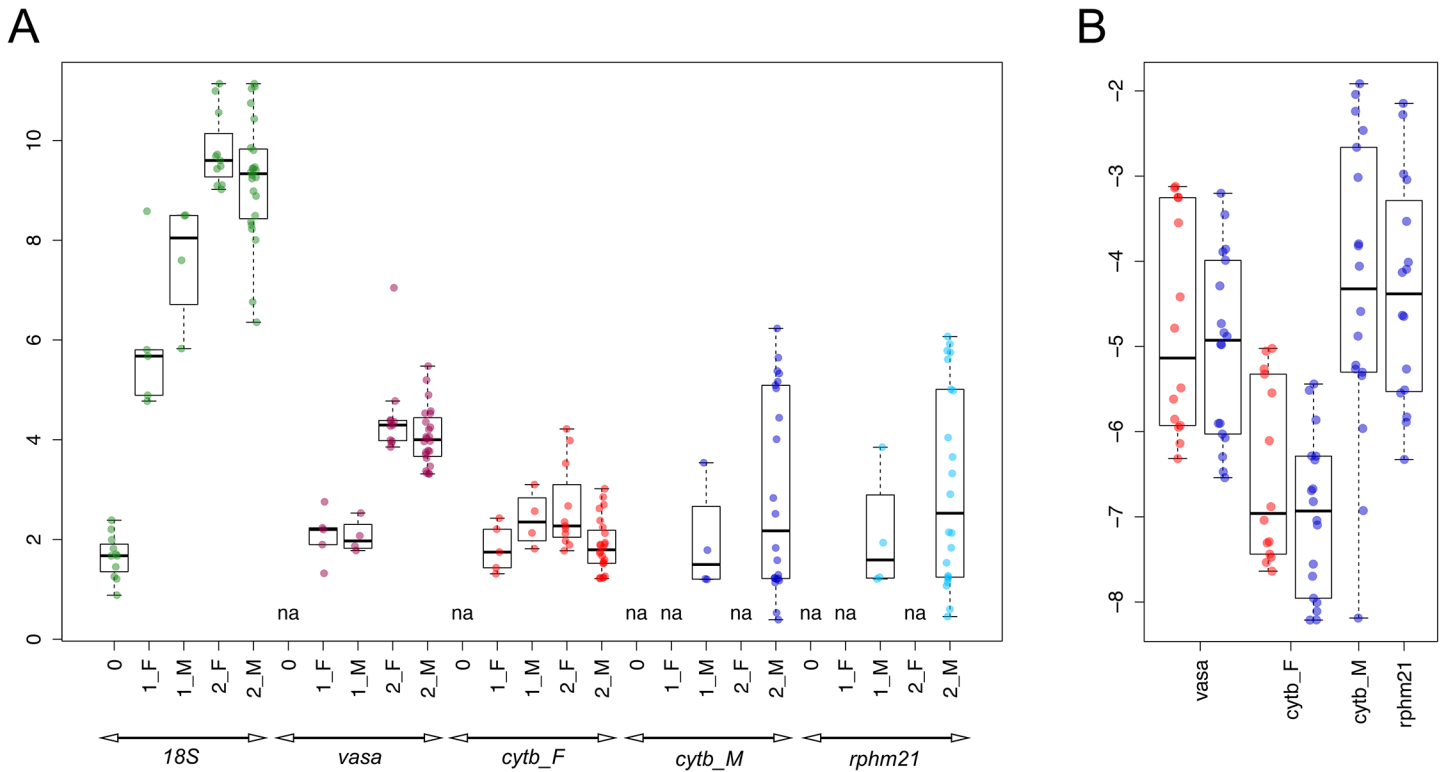 A
B
10
8
6
4
2
0
na
na
na
na
na
na
na
na
0
1_F
1_M
2_F
2_M
0
1_F
1_M
2_F
2_M
0
1_F
1_M
2_F
2_M
0
1_F
1_M
2_F
2_M
0
1_F
1_M
2_F
2_M
18S
vasa
cytb_F
cytb_M
rphm21
-2
-3
-4
-5
-6
-7
-8
vasa
cytb_F
cytb_M
rphm21